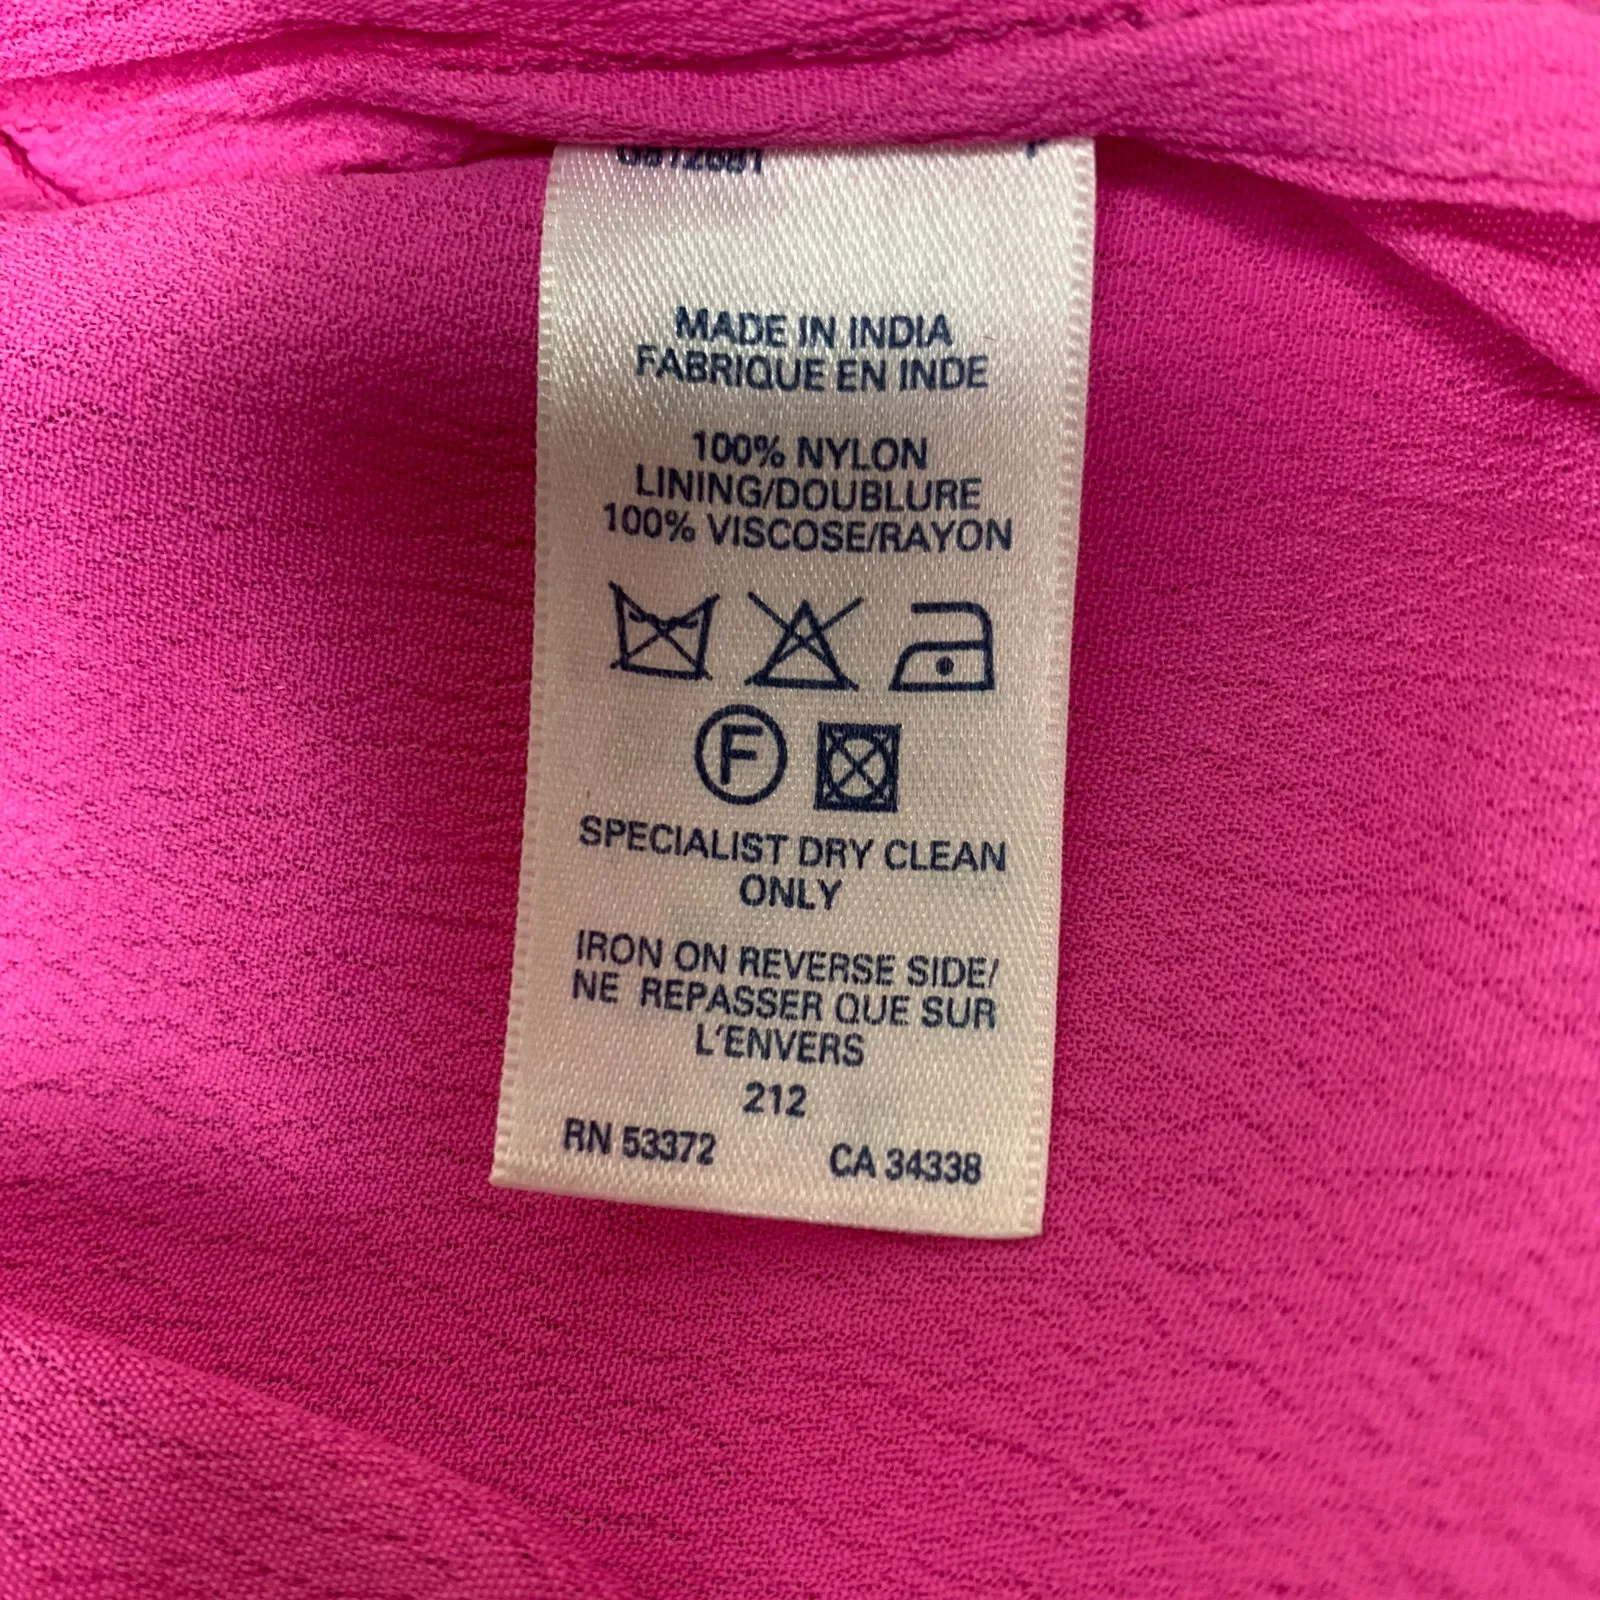 MADE IN INDIA
FABRIQUE EN INDE
100% NYLON
LINING/DOUBLURE
100% VISCOSE/RAYON
F
SPECIALIST DRY CLEAN
ONLY
IRON ON REVERSE SIDE/
NE REPASSER QUE SUR
L'ENVERS
212
RN 53372 CA 34338